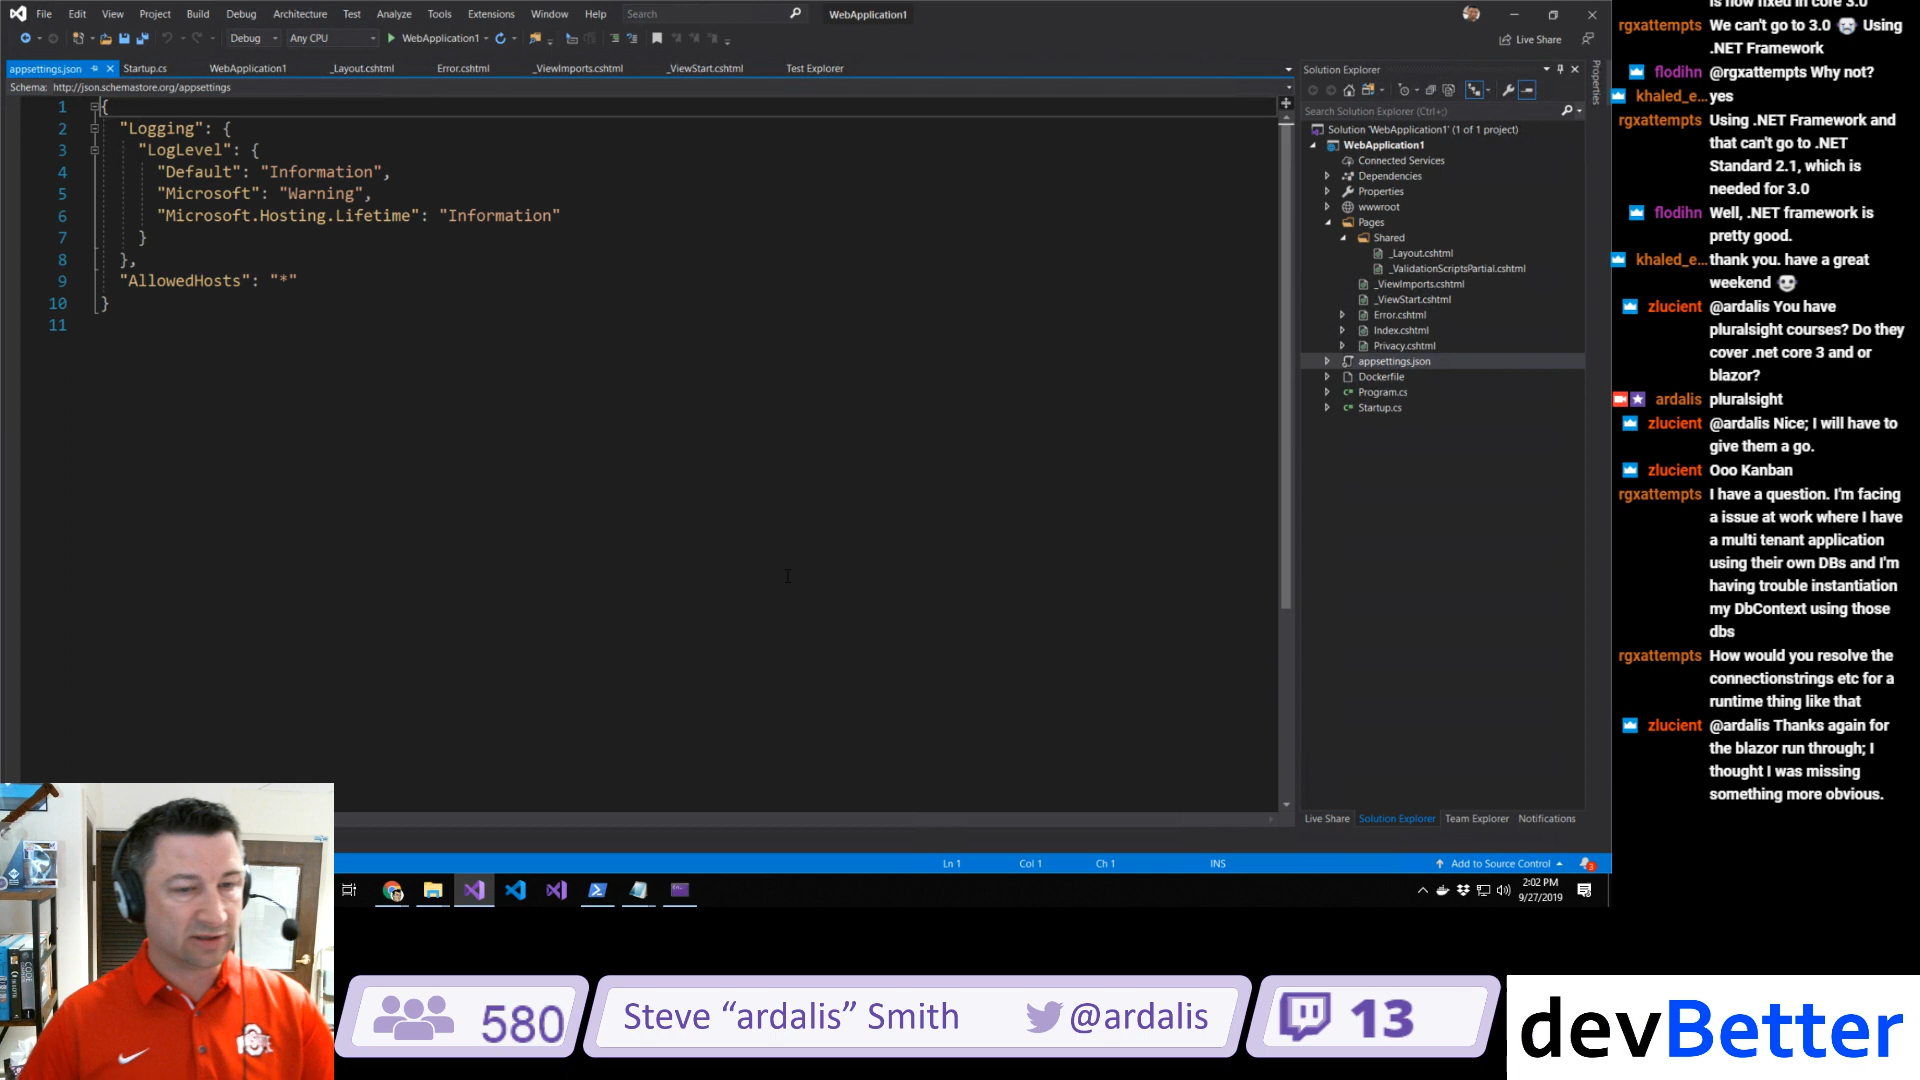 File Edit View Project Build Debug Architecture Test Analyze Tools Extensions Window Help Search WebApplication1
Debug Any CPU WebApplication1 Live Share
appsettings.json Startup.cs WebApplication1 _Layout.cshtml Error.cshtml _ViewImports.cshtml _ViewStart.cshtml Test Explorer
Schema: http://json.schemastore.org/appsettings
1 {
2 "Logging": {
3 "LogLevel": {
4 "Default": "Information",
5 "Microsoft": "Warning",
6 "Microsoft.Hosting.Lifetime": "Information"
7 }
8 },
9 "AllowedHosts": "*"
10 }
11
Solution Explorer
Search Solution Explorer (Ctrl+;)
Solution 'WebApplication1' (1 of 1 project)
WebApplication1
Connected Services
Dependencies
Properties
wwwroot
Pages
Shared
_Layout.cshtml
_ValidationScriptsPartial.cshtml
_ViewImports.cshtml
_ViewStart.cshtml
Error.cshtml
Index.cshtml
Privacy.cshtml
appsettings.json
Dockerfile
Program.cs
Startup.cs
Live Share Solution Explorer Team Explorer Notifications
Properties
Ln 1 Col 1 Ch 1 INS Add to Source Control 3
2:02 PM
9/27/2019
is now fixed in core 3.0
rgxattempts We can't go to 3.0 Using
.NET Framework
flodihn @rgxattempts Why not?
khaled_e... yes
rgxattempts Using .NET Framework and
that can't go to .NET
Standard 2.1, which is
needed for 3.0
flodihn Well, .NET framework is
pretty good.
khaled_e... thank you. have a great
weekend
zlucient @ardalis You have
pluralsight courses? Do they
cover .net core 3 and or
blazor?
ardalis pluralsight
zlucient @ardalis Nice; I will have to
give them a go.
zlucient Ooo Kanban
rgxattempts I have a question. I'm facing
a issue at work where I have
a multi tenant application
using their own DBs and I'm
having trouble instantiation
my DbContext using those
dbs
rgxattempts How would you resolve the
connectionstrings etc for a
runtime thing like that
zlucient @ardalis Thanks again for
the blazor run through; I
thought I was missing
something more obvious.
580
Steve "ardalis" Smith @ardalis
13
devBetter